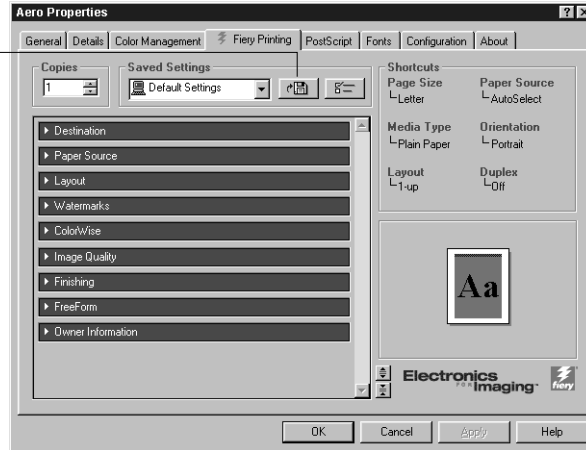 Aero Properties
General Details Color Management Fiery Printing PostScript Fonts Configuration About
Copies
1
Saved Settings
Default Settings
Destination
Paper Source
Layout
Watermarks
ColorWise
Image Quality
Finishing
FreeForm
Owner Information
Shortcuts
Page Size Paper Source
Letter AutoSelect
Media Type Orientation
Plain Paper Portrait
Layout Duplex
1-up Off
Aa
Electronics
FOR Imaging
fiery
OK Cancel Apply Help